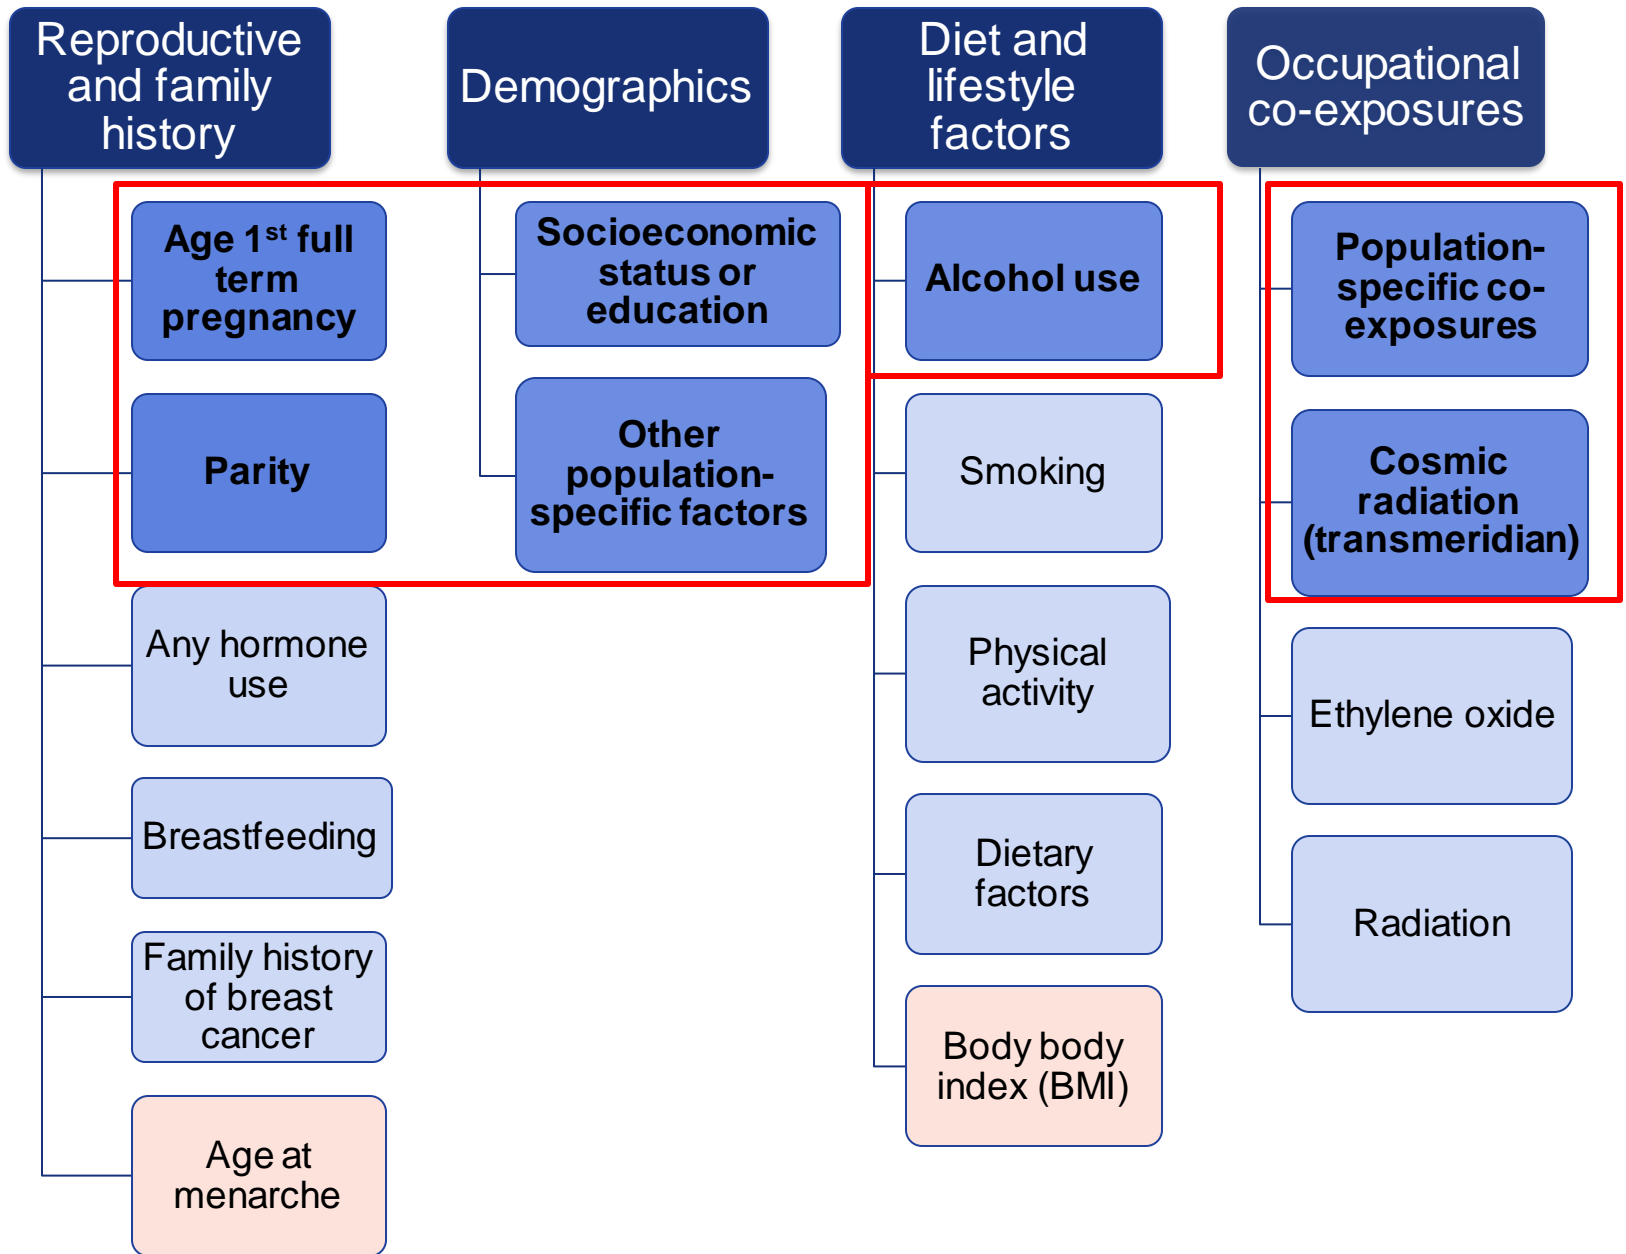 Reproductive
and family
history
Age 1st full
term
pregnancy
Parity
Any hormone
use
Breastfeeding
Family history
of breast
cancer
Age at
menarche
Demographics
Socioeconomic
status or
education
Other
population-
specific factors
Diet and
lifestyle
factors
Alcohol use
Smoking
Physical
activity
Dietary
factors
Body body
index (BMI)
Occupational
co-exposures
Population-
specific co-
exposures
Cosmic
radiation
(transmeridian)
Ethylene oxide
Radiation